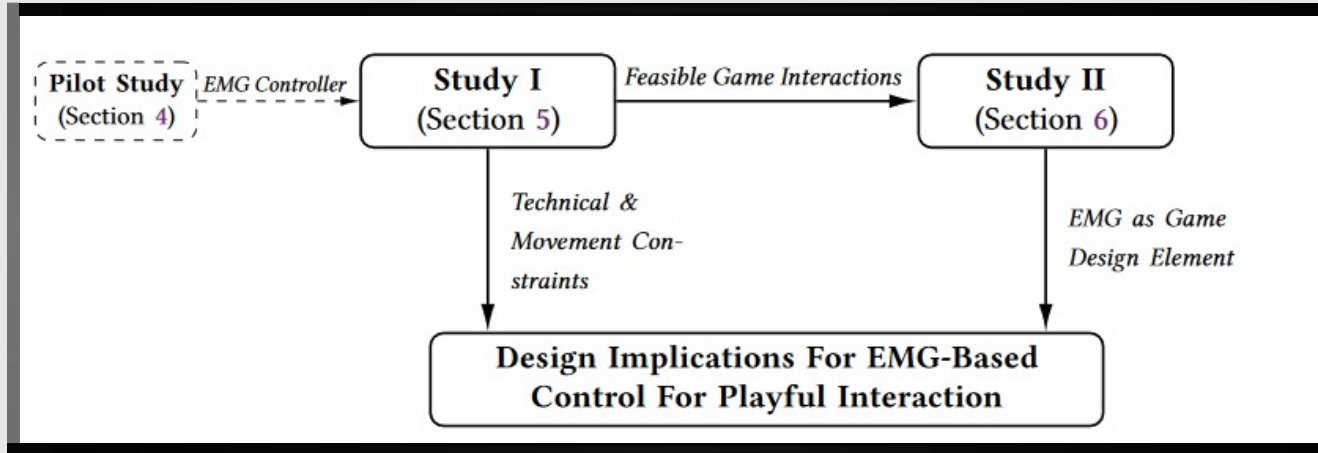 Pilot Study
(Section 4)
EMG Controller
Study I
(Section 5)
Feasible Game Interactions
Study II
(Section 6)
Technical &
Movement Con-
straints
EMG as Game
Design Element
Design Implications For EMG-Based
Control For Playful Interaction